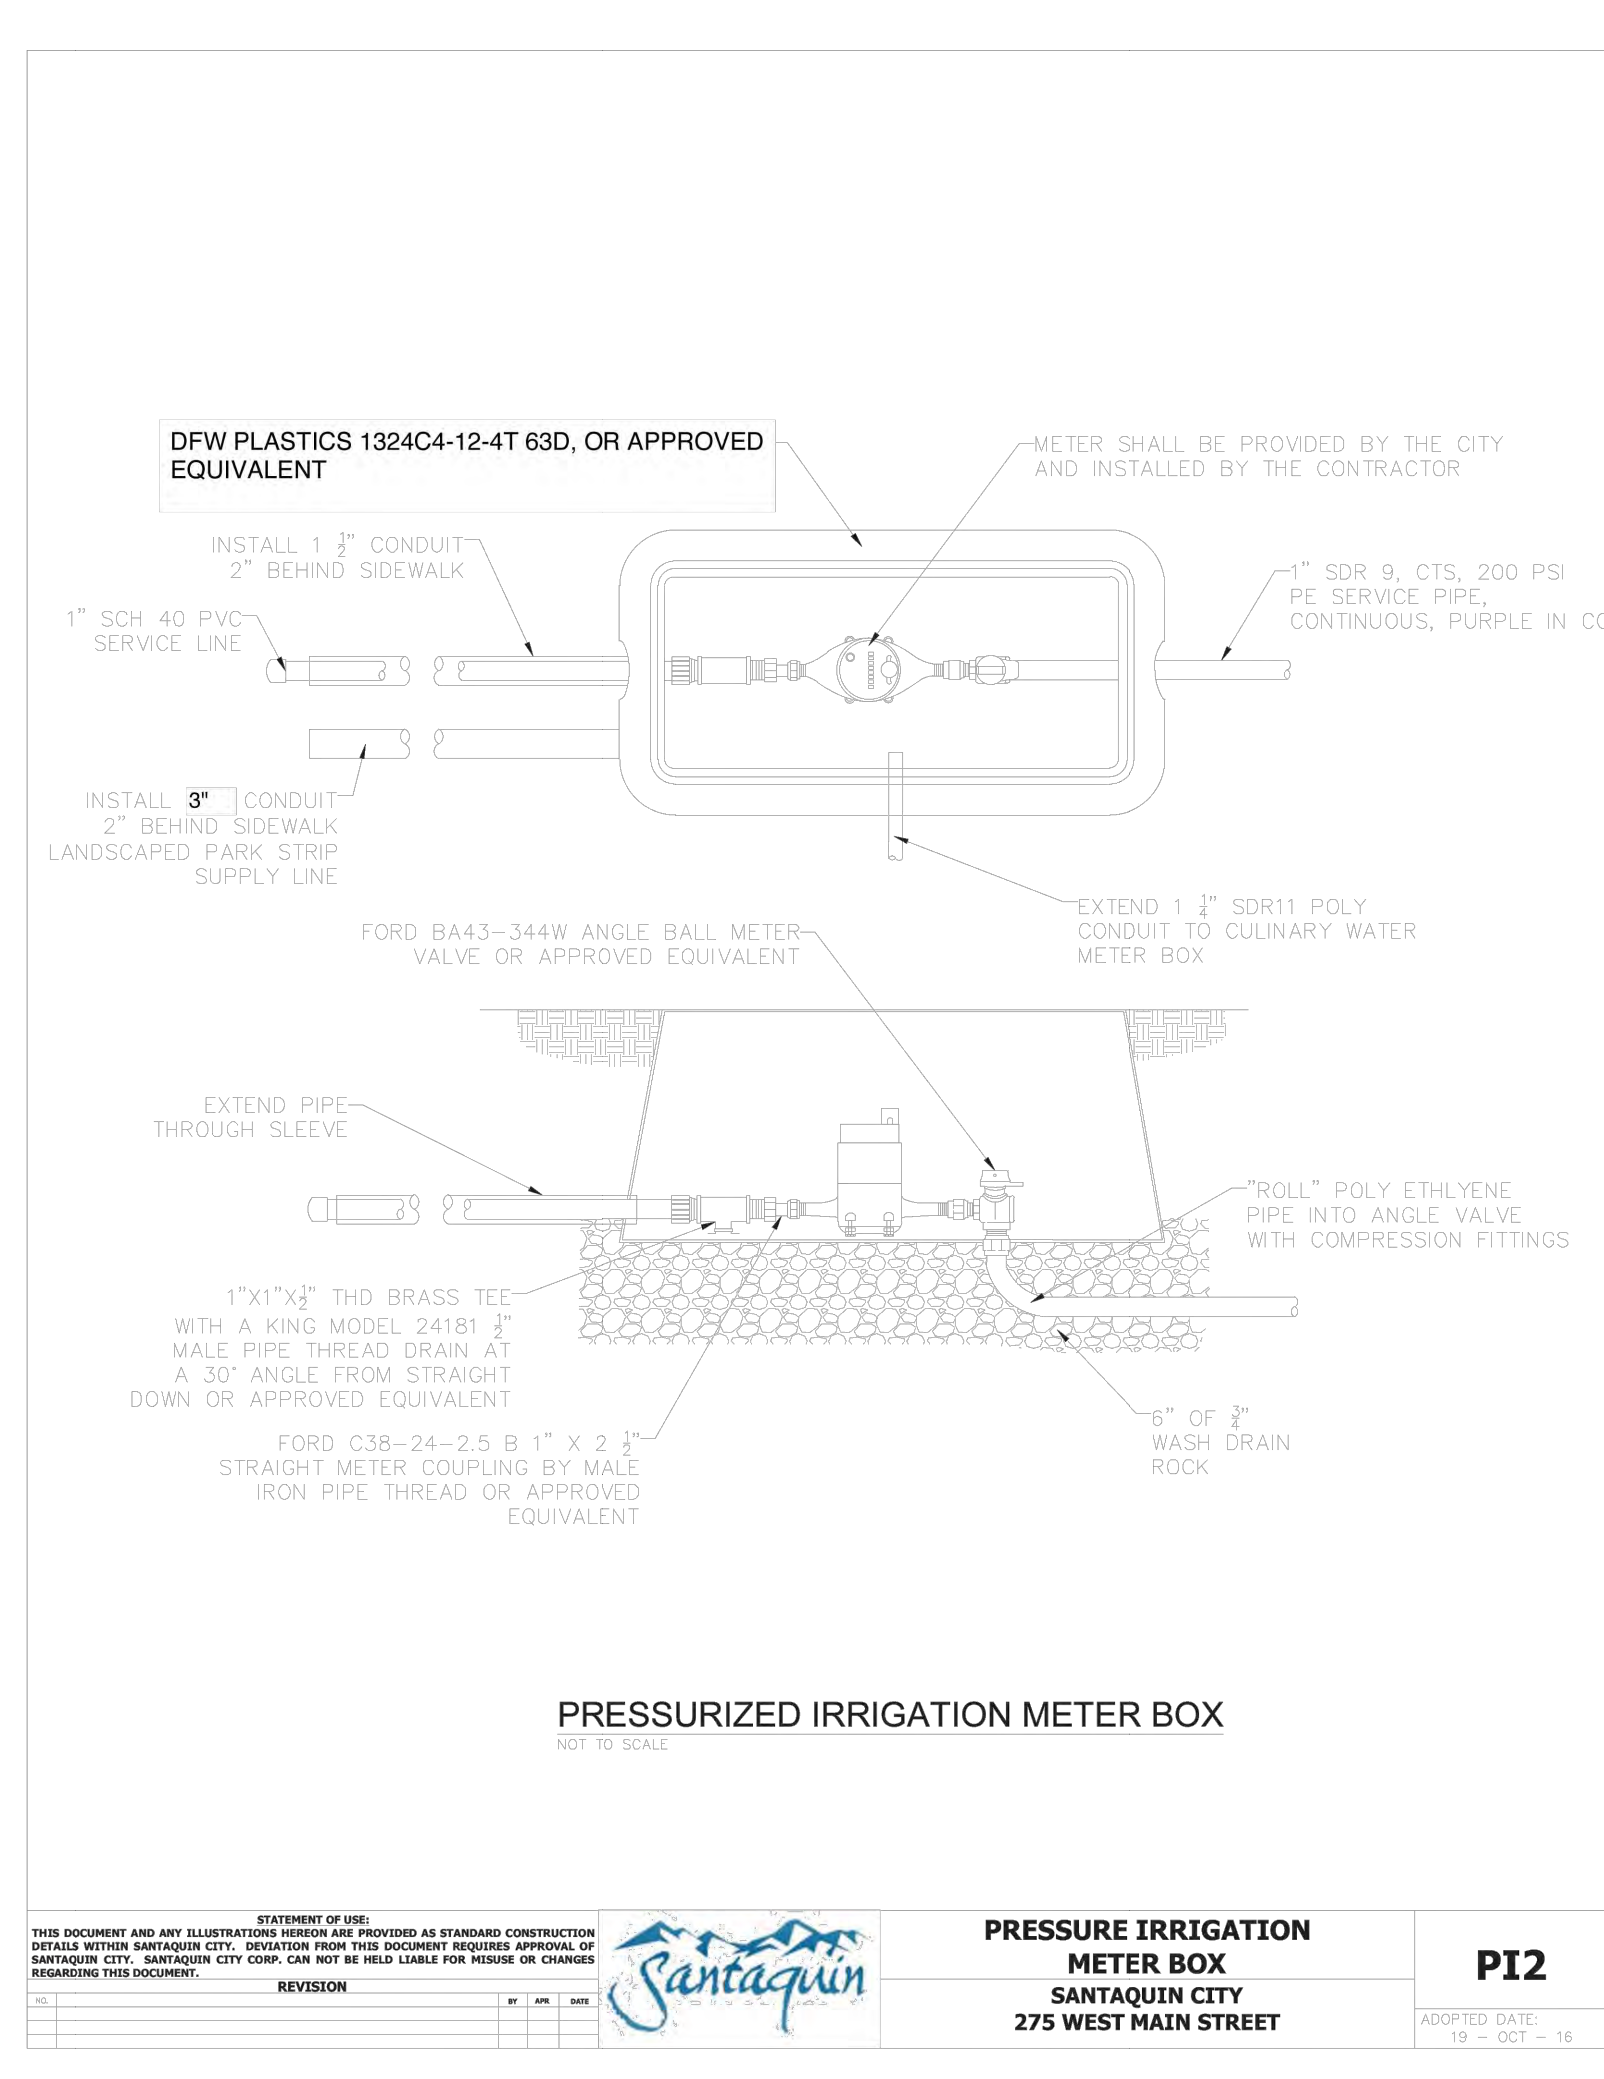 DFW PLASTICS 1324C4-12-4T 63D, OR APPROVED
EQUIVALENT
METER SHALL BE PROVIDED BY THE CITY
AND INSTALLED BY THE CONTRACTOR
INSTALL 1 1/2" CONDUIT
2" BEHIND SIDEWALK
1" SDR 9, CTS, 200 PSI
PE SERVICE PIPE,
CONTINUOUS, PURPLE IN CO
1" SCH 40 PVC
SERVICE LINE
INSTALL 3" CONDUIT
2" BEHIND SIDEWALK
LANDSCAPED PARK STRIP
SUPPLY LINE
EXTEND 1 1/4" SDR11 POLY
CONDUIT TO CULINARY WATER
METER BOX
FORD BA43-344W ANGLE BALL METER
VALVE OR APPROVED EQUIVALENT
EXTEND PIPE
THROUGH SLEEVE
"ROLL" POLY ETHLYENE
PIPE INTO ANGLE VALVE
WITH COMPRESSION FITTINGS
1"X1"X1/2" THD BRASS TEE
WITH A KING MODEL 24181 1/2"
MALE PIPE THREAD DRAIN AT
A 30° ANGLE FROM STRAIGHT
DOWN OR APPROVED EQUIVALENT
6" OF 3/4"
WASH DRAIN
ROCK
FORD C38-24-2.5 B 1" X 2 1/2"
STRAIGHT METER COUPLING BY MALE
IRON PIPE THREAD OR APPROVED
EQUIVALENT
PRESSURIZED IRRIGATION METER BOX
NOT TO SCALE
STATEMENT OF USE:
THIS DOCUMENT AND ANY ILLUSTRATIONS HEREON ARE PROVIDED AS STANDARD CONSTRUCTION
DETAILS WITHIN SANTAQUIN CITY. DEVIATION FROM THIS DOCUMENT REQUIRES APPROVAL OF
SANTAQUIN CITY. SANTAQUIN CITY CORP. CAN NOT BE HELD LIABLE FOR MISUSE OR CHANGES
REGARDING THIS DOCUMENT.
REVISION
NO. BY APR DATE
Santaquin
PRESSURE IRRIGATION
METER BOX
SANTAQUIN CITY
275 WEST MAIN STREET
PI2
ADOPTED DATE:
19 - OCT - 16